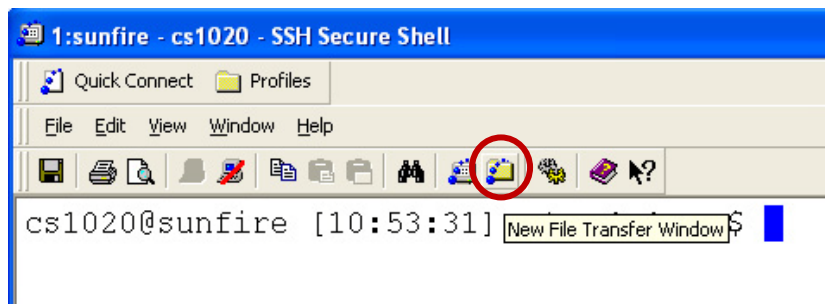 1:sunfire - cs1020 - SSH Secure Shell
Quick Connect Profiles
File Edit View Window Help
cs1020@sunfire [10:53:31] $
New File Transfer Window